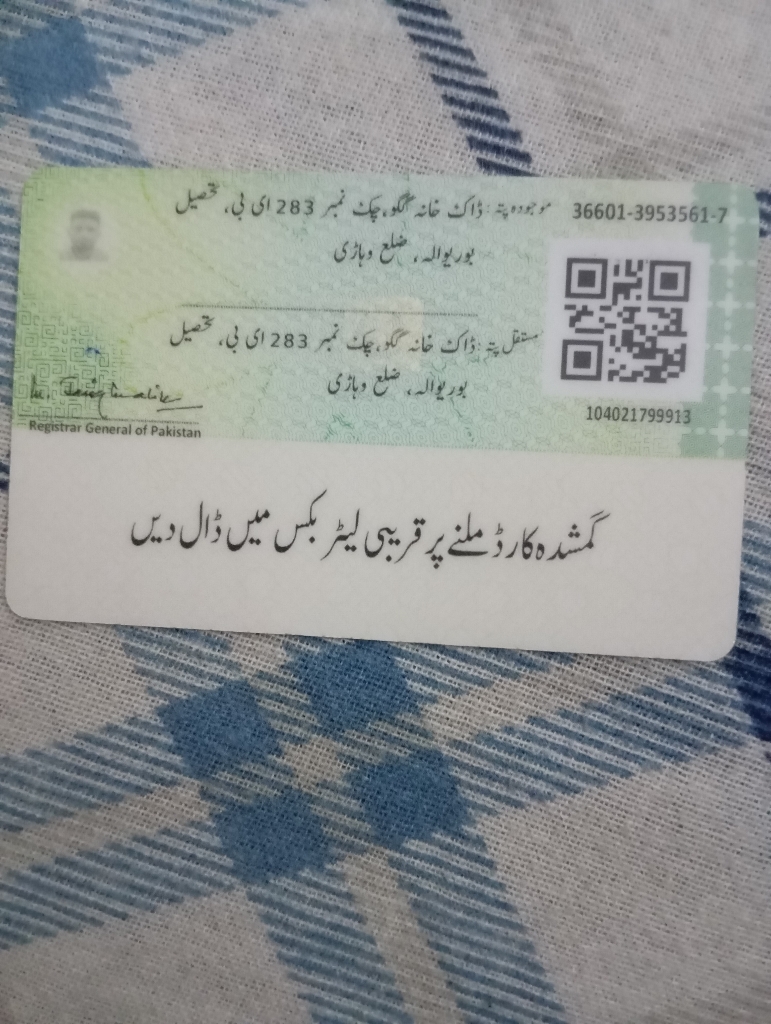 36601-3953561-7
موجودہ پتہ: ڈاک خانہ گگو، چک نمبر 283 ای بی، تحصیل
بوریوالہ، ضلع وہاڑی
مستقل پتہ: ڈاک خانہ گگو، چک نمبر 283 ای بی، تحصیل
بوریوالہ، ضلع وہاڑی
104021799913
Registrar General of Pakistan
گمشدہ کارڈ ملنے پر قریبی لیٹر بکس میں ڈال دیں